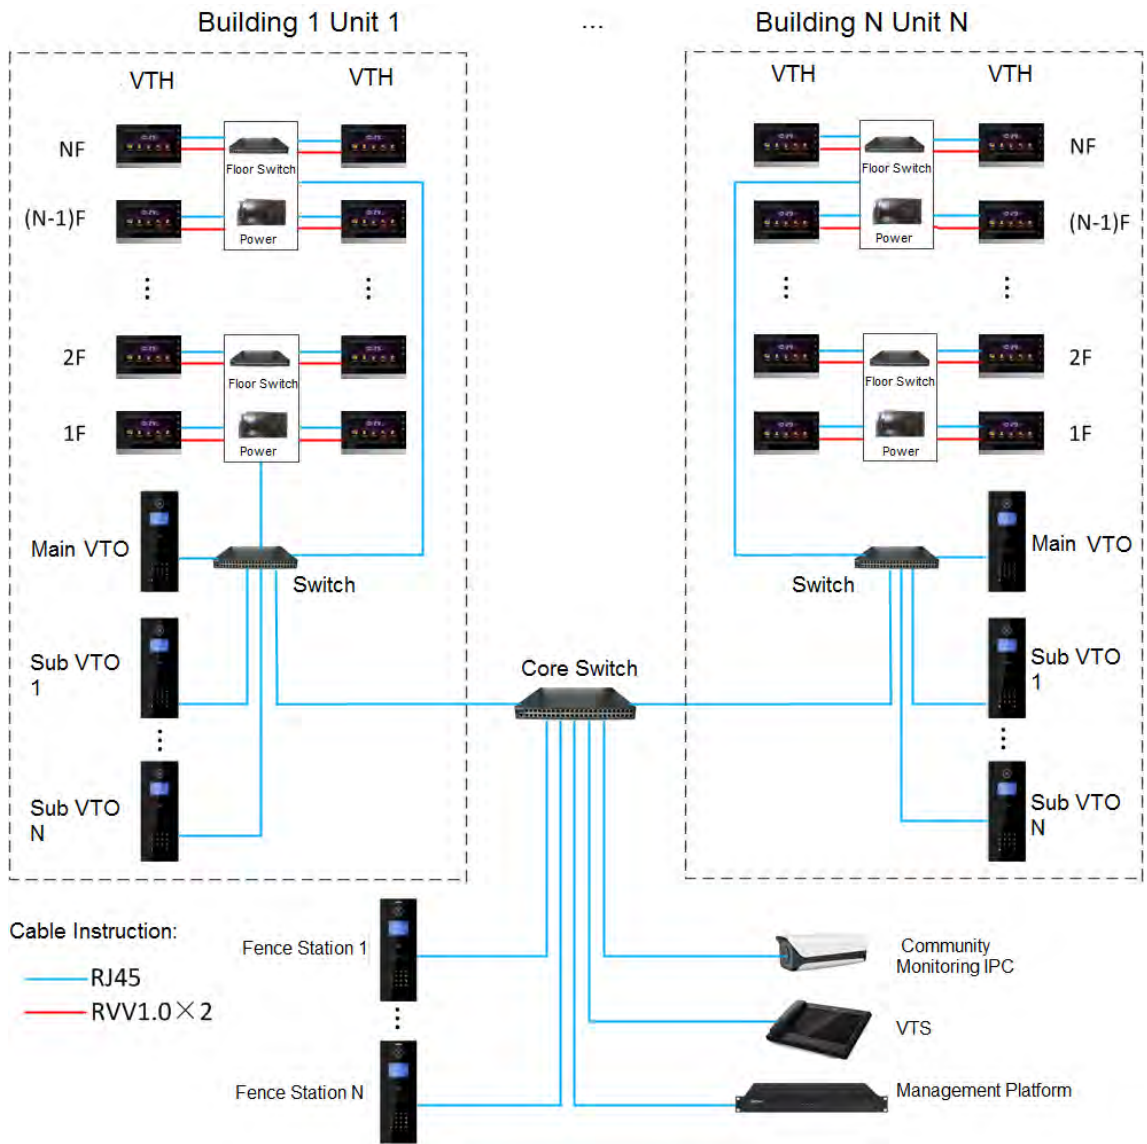 Building 1 Unit 1
...
Building N Unit N
VTH
VTH
VTH
VTH
NF
Floor Switch
(N-1)F
Power
2F
Floor Switch
1F
Power
Floor Switch
NF
Power
(N-1)F
Floor Switch
2F
Power
1F
Main VTO
Switch
Sub VTO
1
Sub VTO
N
Main VTO
Switch
Sub VTO
1
Sub VTO
N
Core Switch
Cable Instruction:
RJ45
RVV1.0×2
Fence Station 1
Fence Station N
Community
Monitoring IPC
VTS
Management Platform